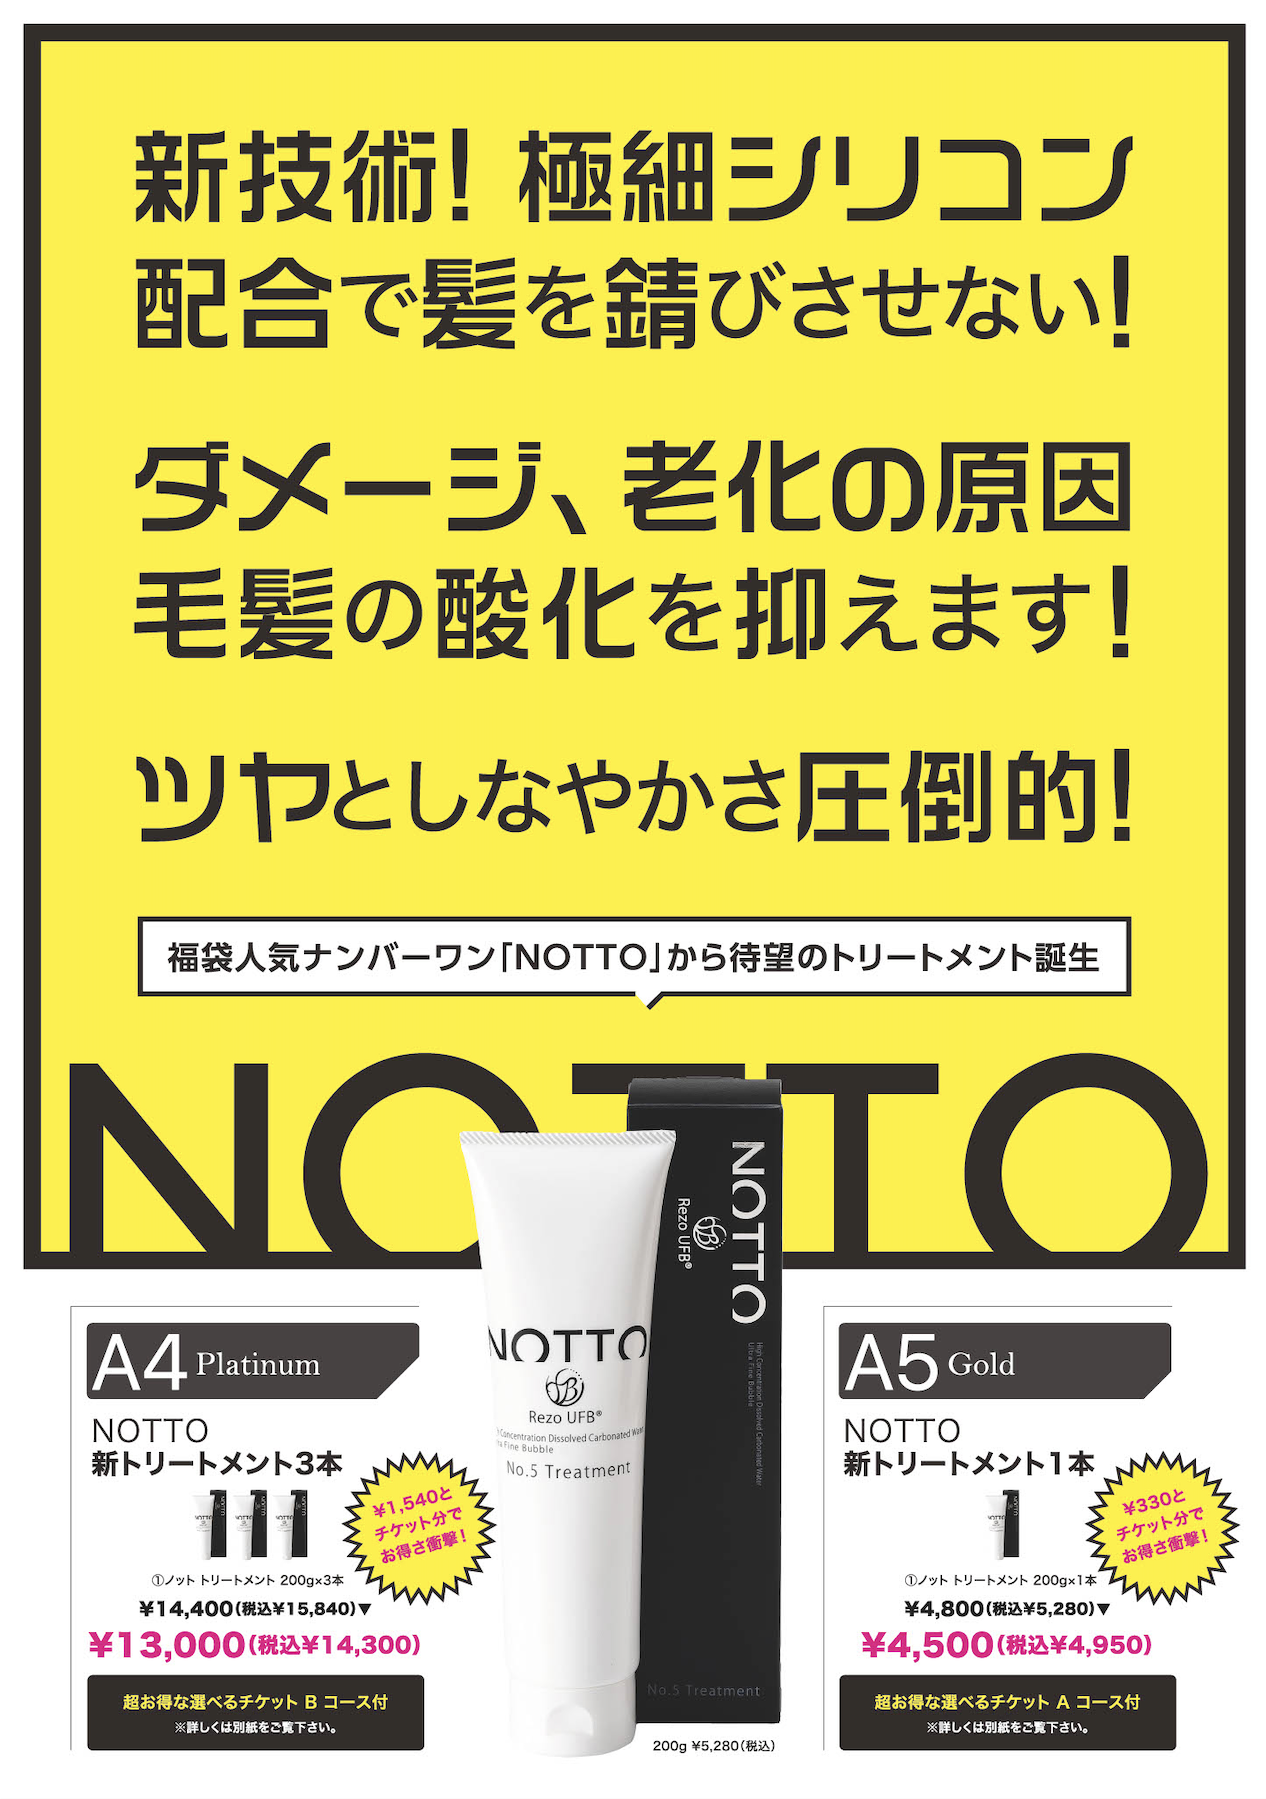 新技術！極細シリコン
配合で髪を錆びさせない！
ダメージ、老化の原因
毛髪の酸化を抑えます！
ツヤとしなやかさ圧倒的！
福袋人気ナンバーワン「NOTTO」から待望のトリートメント誕生
NOTTO
NOTTO
Rezo UFB®
High Concentration Dissolved Carbonated Water
Ultra Fine Bubble
No.5 Treatment
NOTTO
Rezo UFB®
Concentration Dissolved Carbonated
Fine Bubble
No.5 Treatment
200g ¥5,280(税込)
A4 Platinum
NOTTO
新トリートメント3本
¥1,540と
チケット分で
お得さ衝撃！
①ノット トリートメント 200g×3本
¥14,400(税込¥15,840)▼
¥13,000(税込¥14,300)
超お得な選べるチケット B コース付
※詳しくは別紙をご覧下さい。
A5 Gold
NOTTO
新トリートメント1本
¥330と
チケット分で
お得さ衝撃！
①ノット トリートメント 200g×1本
¥4,800(税込¥5,280)▼
¥4,500(税込¥4,950)
超お得な選べるチケット A コース付
※詳しくは別紙をご覧下さい。